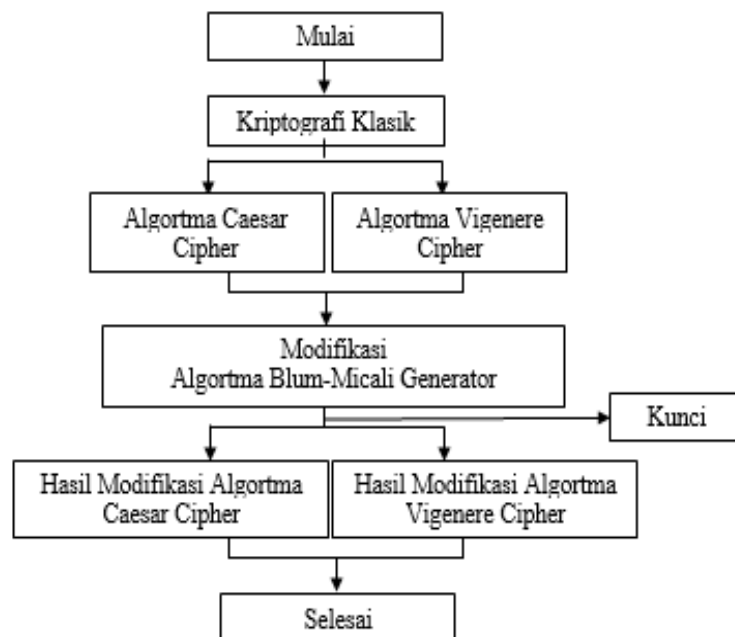 Mulai
Kriptografi Klasik
Algortma Caesar
Cipher
Algortma Vigenere
Cipher
Modifikasi
Algortma Blum-Micali Generator
Kunci
Hasil Modifikasi Algortma
Caesar Cipher
Hasil Modifikasi Algortma
Vigenere Cipher
Selesai